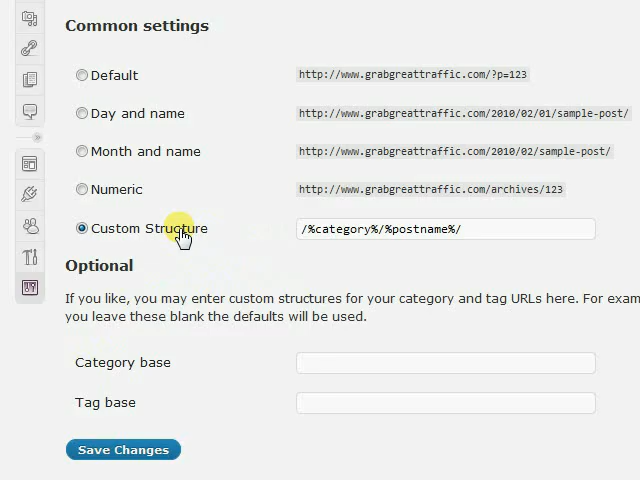 Common settings
Default http://www.grabgreattraffic.com/?p=123
Day and name http://www.grabgreattraffic.com/2010/02/01/sample-post/
Month and name http://www.grabgreattraffic.com/2010/02/sample-post/
Numeric http://www.grabgreattraffic.com/archives/123
Custom Structure /%category%/%postname%/
Optional
If you like, you may enter custom structures for your category and tag URLs here. For exam
you leave these blank the defaults will be used.
Category base
Tag base
Save Changes